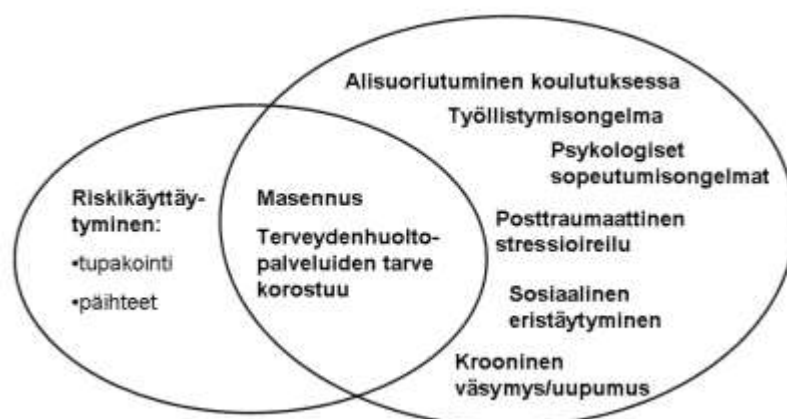 Alisuoriutuminen koulutuksessa
Työllistymisongelma
Psykologiset
sopeutumisongelmat
Riskikäyttäy-
tyminen:
•tupakointi
•päihteet
Masennus
Terveydenhuolto-
palveluiden tarve
korostuu
Posttraumaattinen
stressioireilu
Sosiaalinen
eristäytyminen
Krooninen
väsymys/uupumus